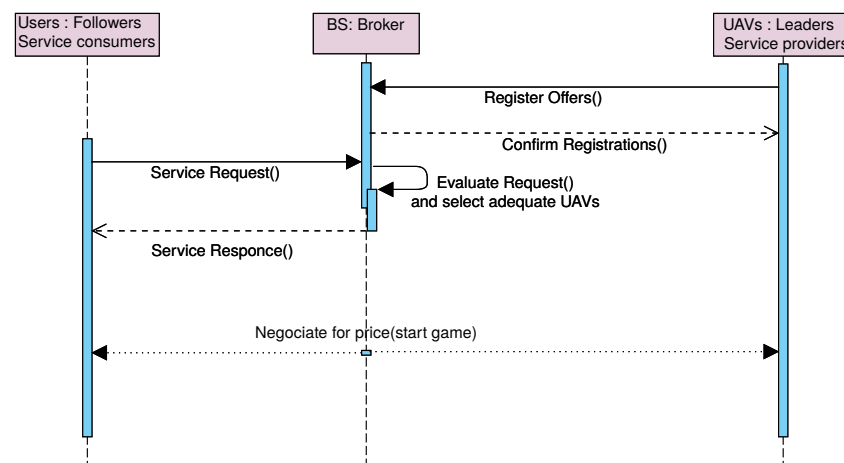 Users : Followers
Service consumers
BS: Broker
UAVs : Leaders
Service providers
Register Offers()
Confirm Registrations()
Service Request()
Evaluate Request()
and select adequate UAVs
Service Responce()
Negociate for price(start game)